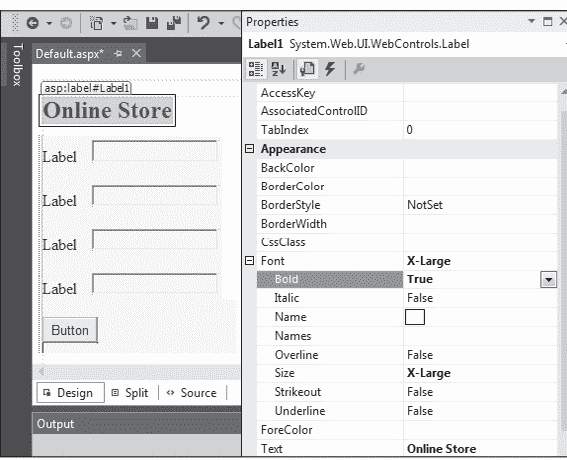 Toolbox
Default.aspx*
asp:label#Label1
Online Store
Label
Label
Label
Label
Button
Design Split Source
Output
Properties
Label1 System.Web.UI.WebControls.Label
AccessKey
AssociatedControlID
TabIndex 0
Appearance
BackColor
BorderColor
BorderStyle NotSet
BorderWidth
CssClass
Font X-Large
Bold True
Italic False
Name
Names
Overline False
Size X-Large
Strikeout False
Underline False
ForeColor
Text Online Store